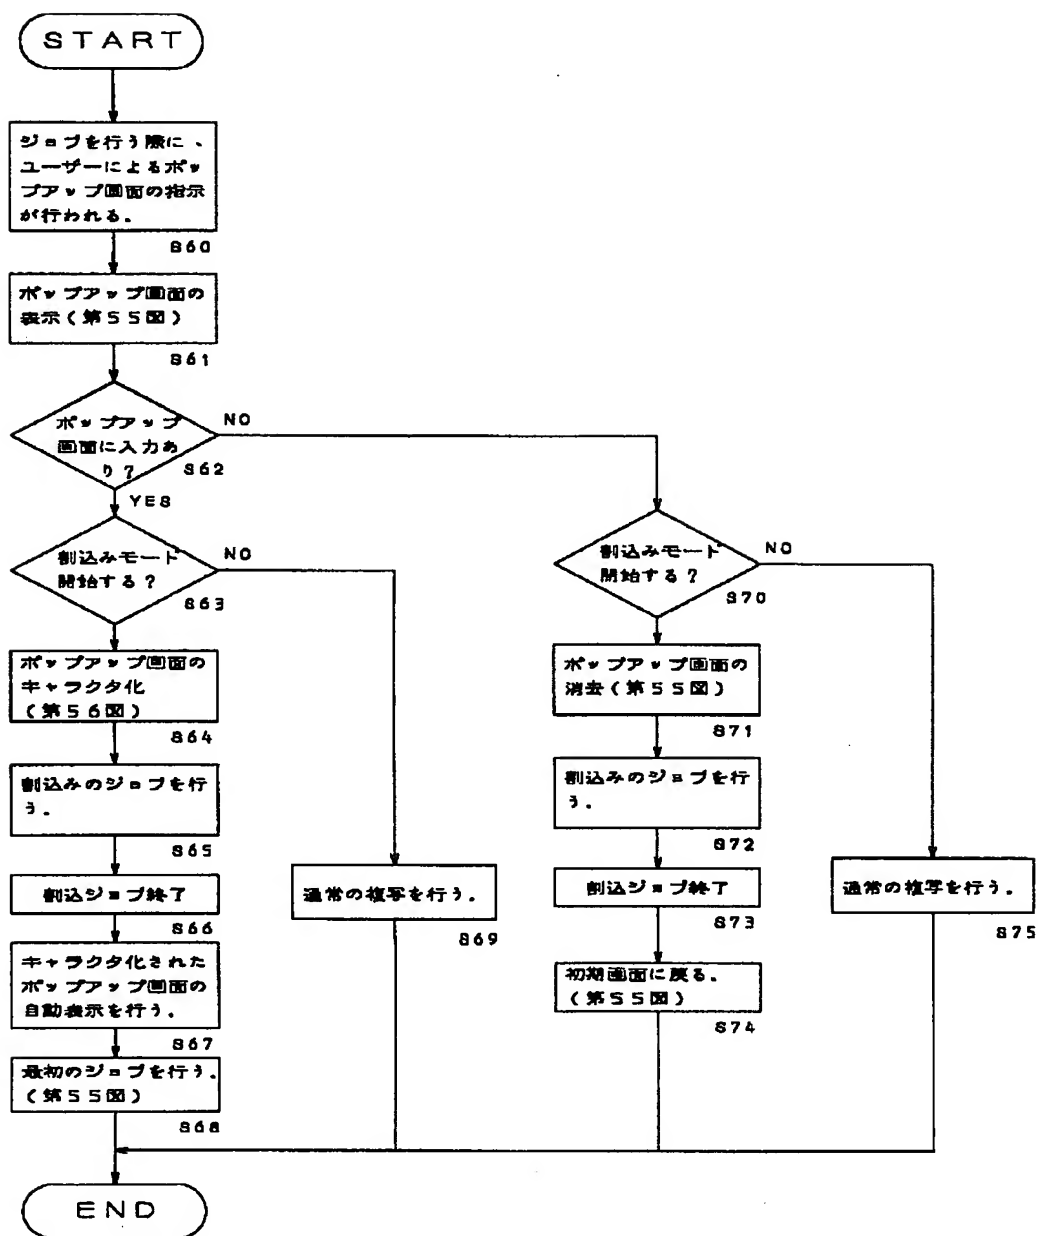 START
ジョブを行う際に、
ユーザーによるポッ
プアップ画面の指示
が行われる。
S60
ポップアップ画面の
表示(第55図)
S61
ポップアップ
画面に入力あ
り?
S62
NO
YES
割込みモード
開始する?
S63
NO
ポップアップ画面の
キャラクタ化
(第56図)
S64
割込みのジョブを行
う。
S65
割込ジョブ終了
S66
キャラクタ化された
ポップアップ画面の
自動表示を行う。
S67
最初のジョブを行う。
(第55図)
S68
通常の複写を行う。
S69
割込みモード
開始する?
S70
NO
ポップアップ画面の
消去(第55図)
S71
割込みのジョブを行
う。
S72
割込ジョブ終了
S73
初期画面に戻る。
(第55図)
S74
通常の複写を行う。
S75
END